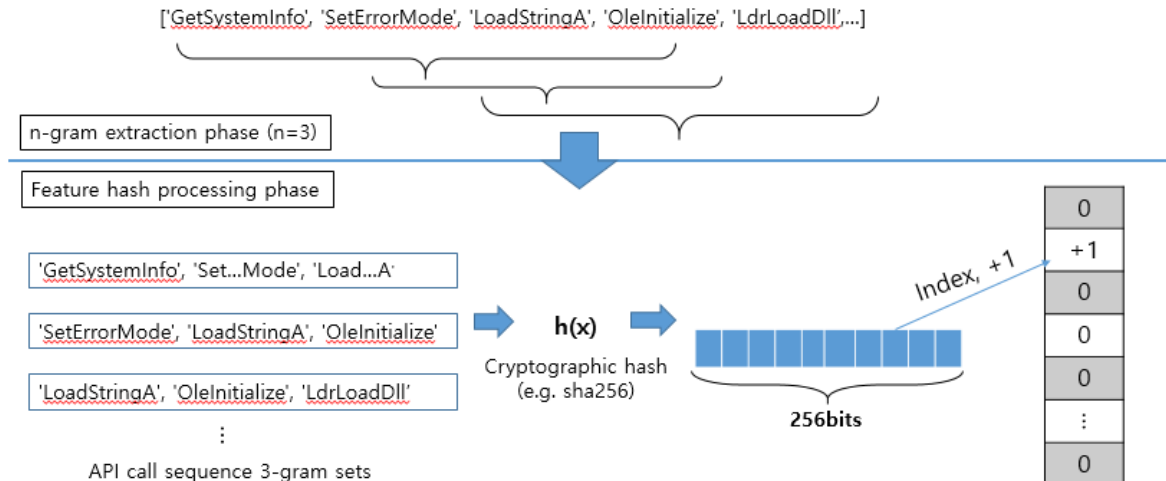 ['GetSystemInfo', 'SetErrorMode', 'LoadStringA', 'OleInitialize', 'LdrLoadDll',...]
n-gram extraction phase (n=3)
Feature hash processing phase
'GetSystemInfo', 'Set...Mode', 'Load...A'
'SetErrorMode', 'LoadStringA', 'OleInitialize'
'LoadStringA', 'OleInitialize', 'LdrLoadDll'
⋮
API call sequence 3-gram sets
h(x)
Cryptographic hash
(e.g. sha256)
256bits
Index, +1
0
+1
0
0
0
⋮
0